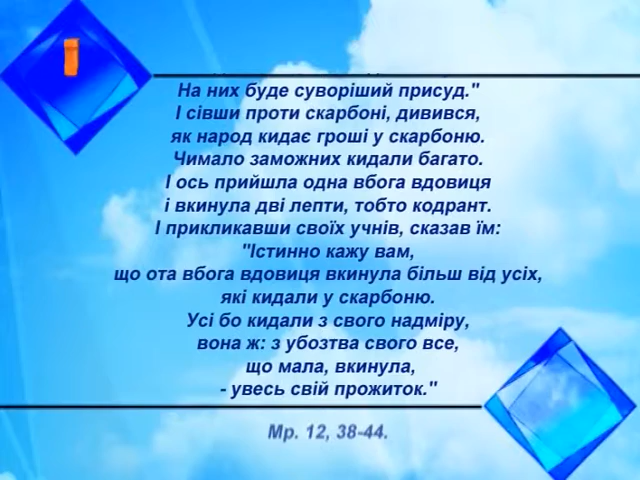 І
На них буде суворіший присуд."
І сівши проти скарбоні, дивився,
як народ кидає гроші у скарбоню.
Чимало заможних кидали багато.
І ось прийшла одна вбога вдовиця
і вкинула дві лепти, тобто кодрант.
І прикликавши своїх учнів, сказав їм:
"Істинно кажу вам,
що ота вбога вдовиця вкинула більш від усіх,
які кидали у скарбоню.
Усі бо кидали з свого надміру,
вона ж: з убозтва свого все,
що мала, вкинула,
- увесь свій прожиток."
Мр. 12, 38-44.